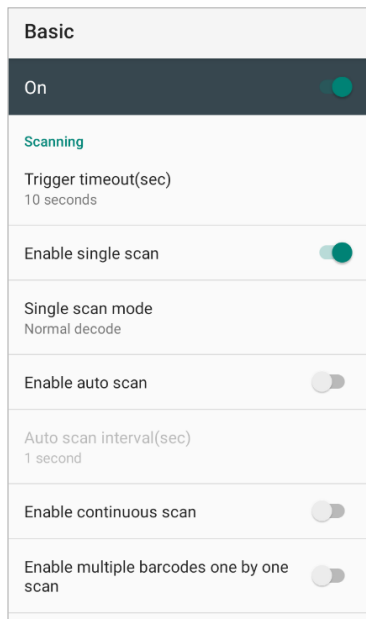 Basic
On
Scanning
Trigger timeout(sec)
10 seconds
Enable single scan
Single scan mode
Normal decode
Enable auto scan
Auto scan interval(sec)
1 second
Enable continuous scan
Enable multiple barcodes one by one
scan